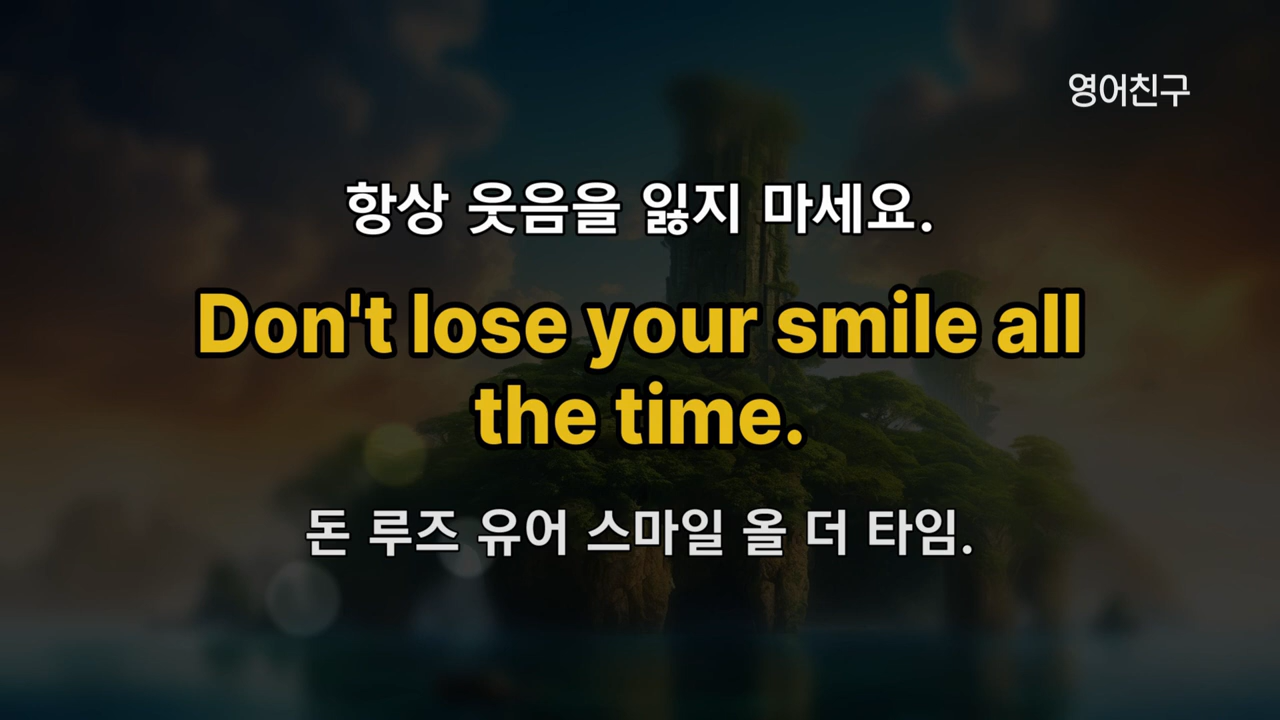 영어친구
항상 웃음을 잃지 마세요.
Don't lose your smile all
the time.
돈 루즈 유어 스마일 올 더 타임.